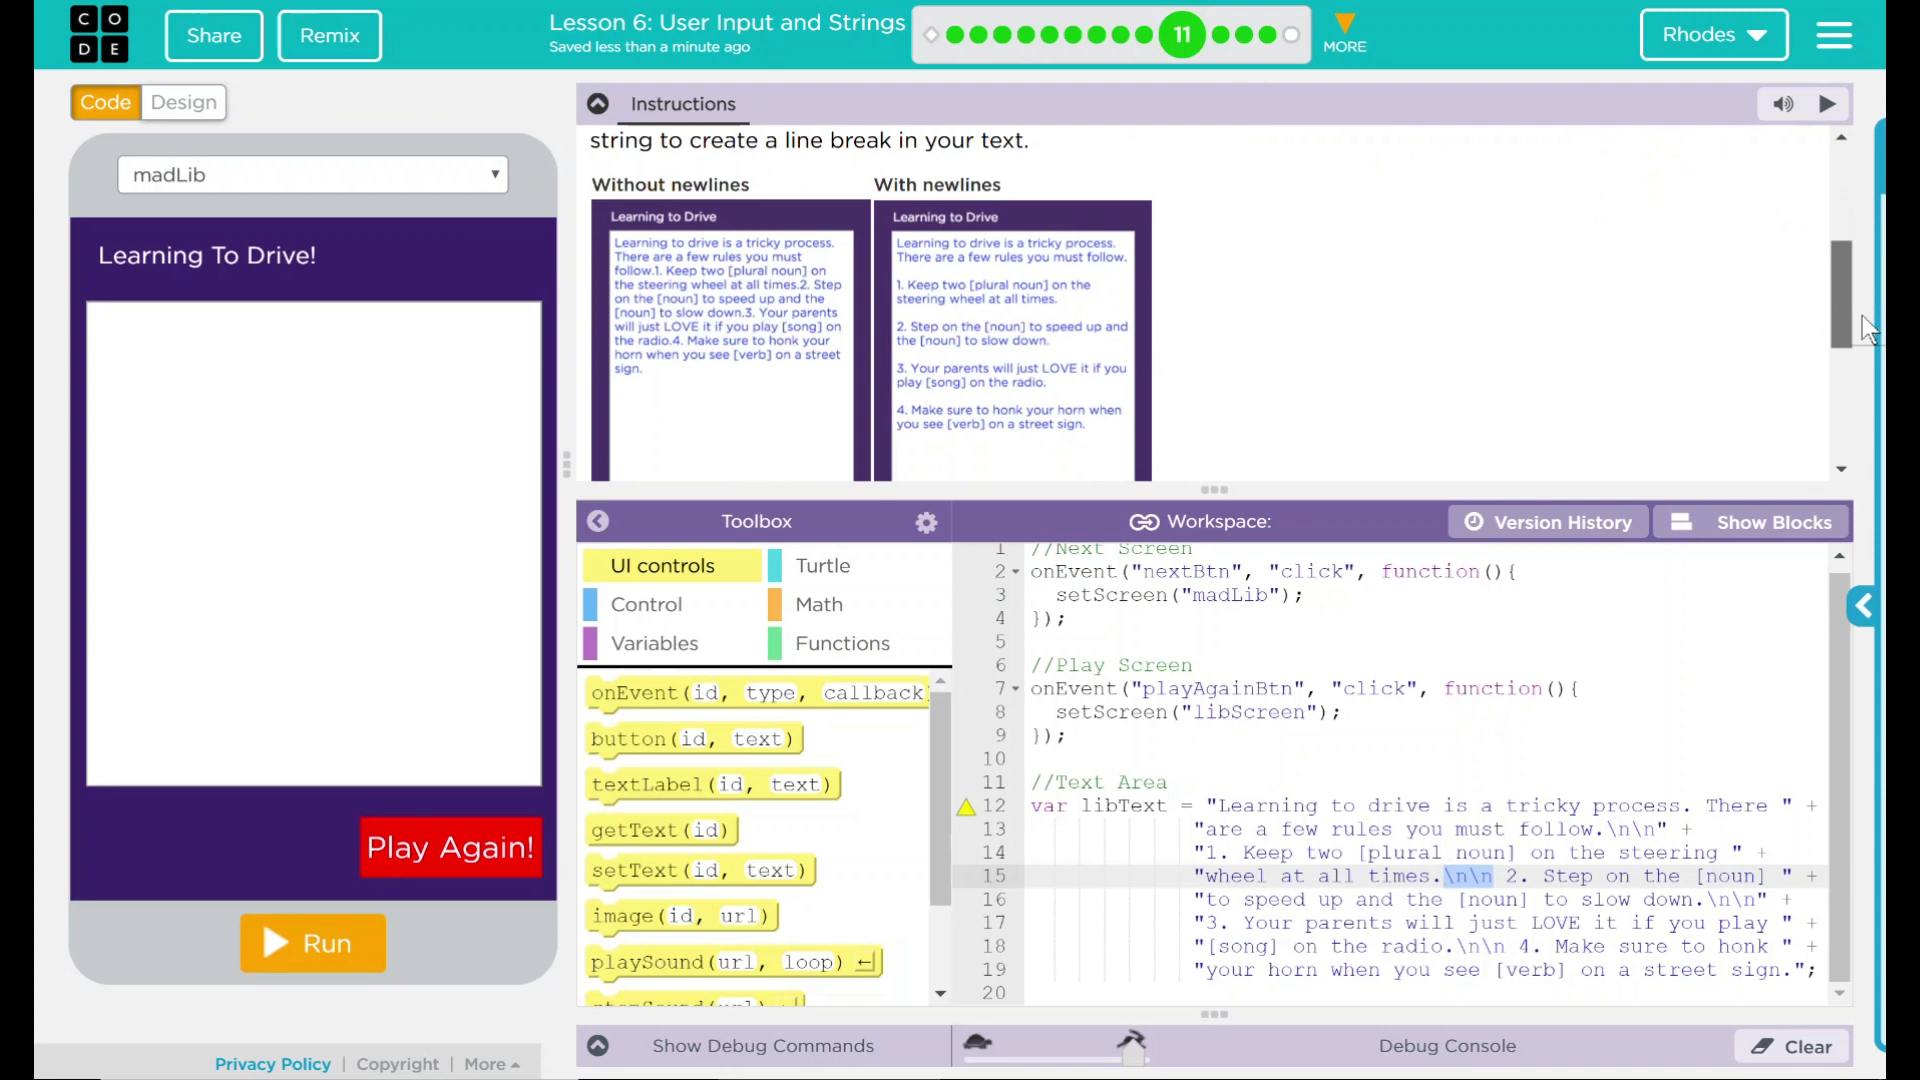 CODE
Share
Remix
Lesson 6: User Input and Strings
Saved less than a minute ago
11
MORE
Rhodes
Code
Design
madLib
Learning To Drive!
Play Again!
Run
Privacy Policy | Copyright | More
Instructions
string to create a line break in your text.
Without newlines
With newlines
Learning to Drive
Learning to drive is a tricky process.
There are a few rules you must
follow.1. Keep two [plural noun] on
the steering wheel at all times.2. Step
on the [noun] to speed up and the
[noun] to slow down.3. Your parents
will just LOVE it if you play [song] on
the radio.4. Make sure to honk your
horn when you see [verb] on a street
sign.
Learning to Drive
Learning to drive is a tricky process.
There are a few rules you must follow.
1. Keep two [plural noun] on the
steering wheel at all times.
2. Step on the [noun] to speed up and
the [noun] to slow down.
3. Your parents will just LOVE it if you
play [song] on the radio.
4. Make sure to honk your horn when
you see [verb] on a street sign.
Toolbox
UI controls
Turtle
Control
Math
Variables
Functions
onEvent(id, type, callback)
button(id, text)
textLabel(id, text)
getText(id)
setText(id, text)
image(id, url)
playSound(url, loop)
Workspace:
Version History
Show Blocks
1 //Next Screen
2 onEvent("nextBtn", "click", function(){
3 setScreen("madLib");
4 });
5
6 //Play Screen
7 onEvent("playAgainBtn", "click", function(){
8 setScreen("libScreen");
9 });
10
11 //Text Area
12 var libText = "Learning to drive is a tricky process. There " +
13 "are a few rules you must follow.\n\n" +
14 "1. Keep two [plural noun] on the steering " +
15 "wheel at all times.\n\n 2. Step on the [noun] " +
16 "to speed up and the [noun] to slow down.\n\n" +
17 "3. Your parents will just LOVE it if you play " +
18 "[song] on the radio.\n\n 4. Make sure to honk " +
19 "your horn when you see [verb] on a street sign.";
20
Show Debug Commands
Debug Console
Clear